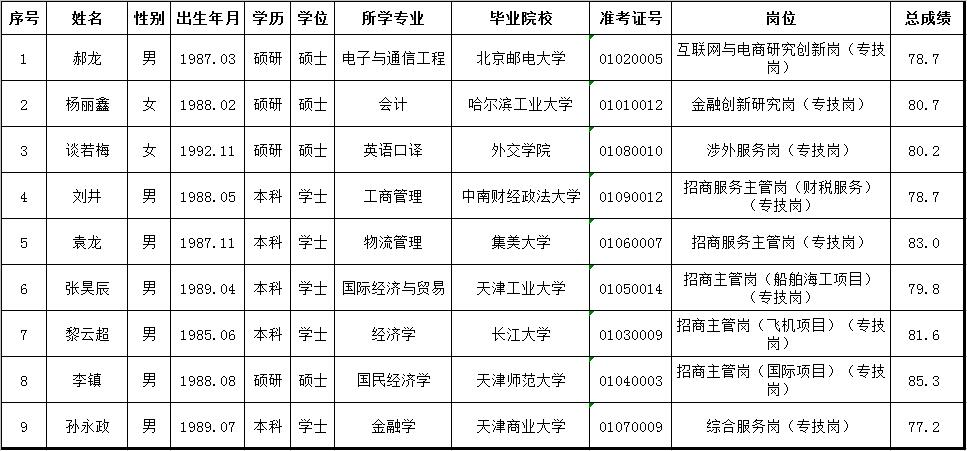 序号 姓名 性别 出生年月 学历 学位 所学专业 毕业院校 准考证号 岗位 总成绩
1 郝龙 男 1987.03 硕研 硕士 电子与通信工程 北京邮电大学 01020005 互联网与电商研究创新岗（专技岗） 78.7
2 杨丽鑫 女 1988.02 硕研 硕士 会计 哈尔滨工业大学 01010012 金融创新研究岗（专技岗） 80.7
3 谈若梅 女 1992.11 硕研 硕士 英语口译 外交学院 01080010 涉外服务岗（专技岗） 80.2
4 刘井 男 1988.05 本科 学士 工商管理 中南财经政法大学 01090012 招商服务主管岗（财税服务）（专技岗） 78.7
5 袁龙 男 1987.11 本科 学士 物流管理 集美大学 01060007 招商服务主管岗（专技岗） 83.0
6 张昊辰 男 1989.04 本科 学士 国际经济与贸易 天津工业大学 01050014 招商主管岗（船舶海工项目）（专技岗） 79.8
7 黎云超 男 1985.06 本科 学士 经济学 长江大学 01030009 招商主管岗（飞机项目）（专技岗） 81.6
8 李镇 男 1988.08 硕研 硕士 国民经济学 天津师范大学 01040003 招商主管岗（国际项目）（专技岗） 85.3
9 孙永政 男 1989.07 本科 学士 金融学 天津商业大学 01070009 综合服务岗（专技岗） 77.2